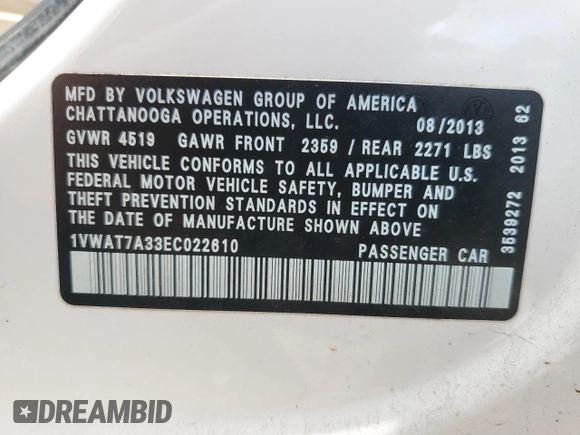 MFD BY VOLKSWAGEN GROUP OF AMERICA
CHATTANOOGA OPERATIONS, LLC. 08/2013
GVWR 4519 GAWR FRONT 2359 / REAR 2271 LBS
THIS VEHICLE CONFORMS TO ALL APPLICABLE U.S.
FEDERAL MOTOR VEHICLE SAFETY, BUMPER AND
THEFT PREVENTION STANDARDS IN EFFECT ON
THE DATE OF MANUFACTURE SHOWN ABOVE
1VWAT7A33EC022610 PASSENGER CAR
3539272 2013 62
DREAMBID